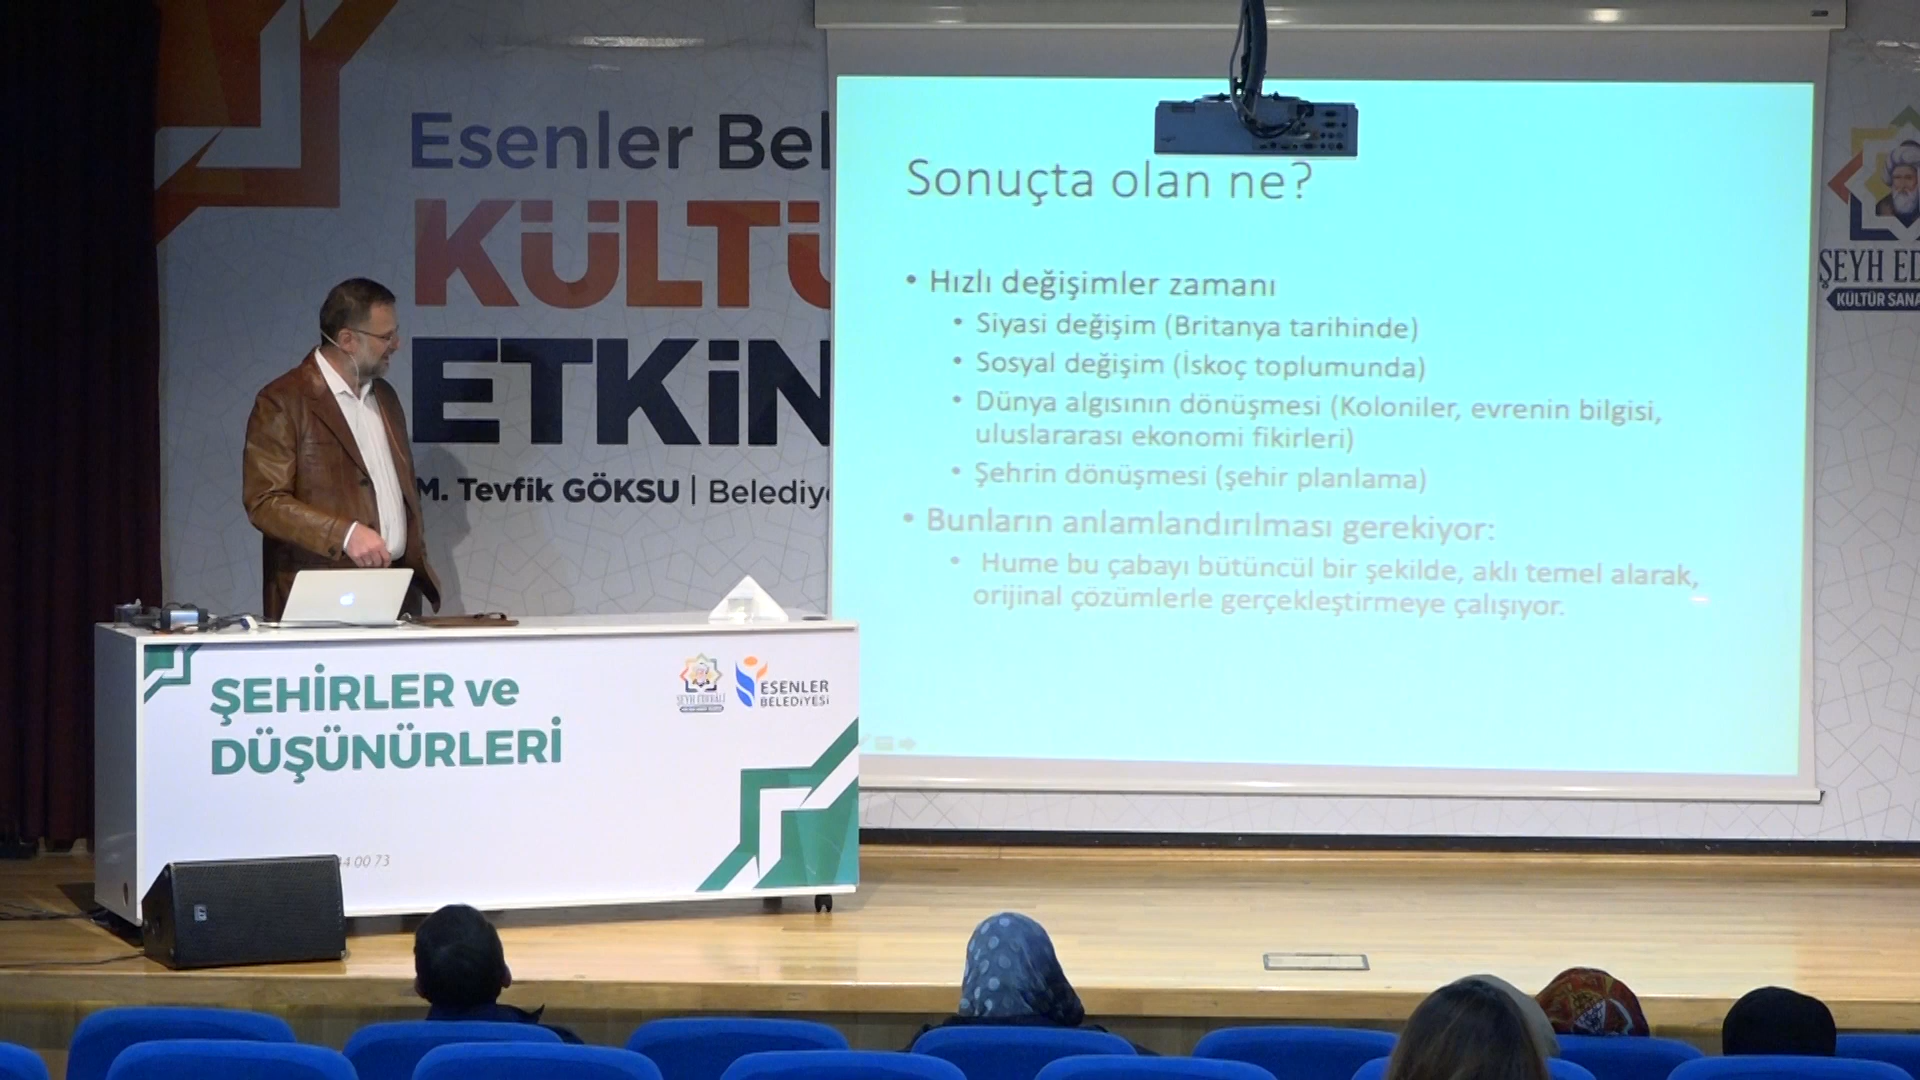 Esenler Bel
KÜLTÜ
ETKİN
M. Tevfik GÖKSU | Belediye
Sonuçta olan ne?
• Hızlı değişimler zamanı
• Siyasi değişim (Britanya tarihinde)
• Sosyal değişim (İskoç toplumunda)
• Dünya algısının dönüşmesi (Koloniler, evrenin bilgisi,
uluslararası ekonomi fikirleri)
• Şehrin dönüşmesi (şehir planlama)
• Bunların anlamlandırılması gerekiyor:
• Hume bu çabayı bütüncül bir şekilde, aklı temel alarak,
orijinal çözümlerle gerçekleştirmeye çalışıyor.
ŞEYH ED
KÜLTÜR SANA
ŞEHİRLER ve
DÜŞÜNÜRLERİ
ŞEYH EDEBALİ
ESENLER
BELEDİYESİ
44 00 73